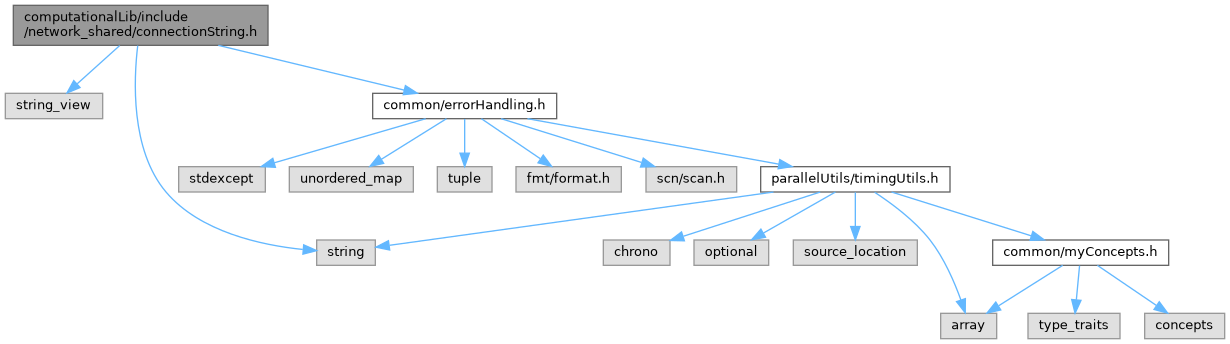 computationalLib/include
/network_shared/connectionString.h
string_view
common/errorHandling.h
stdexcept
unordered_map
tuple
fmt/format.h
scn/scan.h
parallelUtils/timingUtils.h
string
chrono
optional
source_location
common/myConcepts.h
array
type_traits
concepts